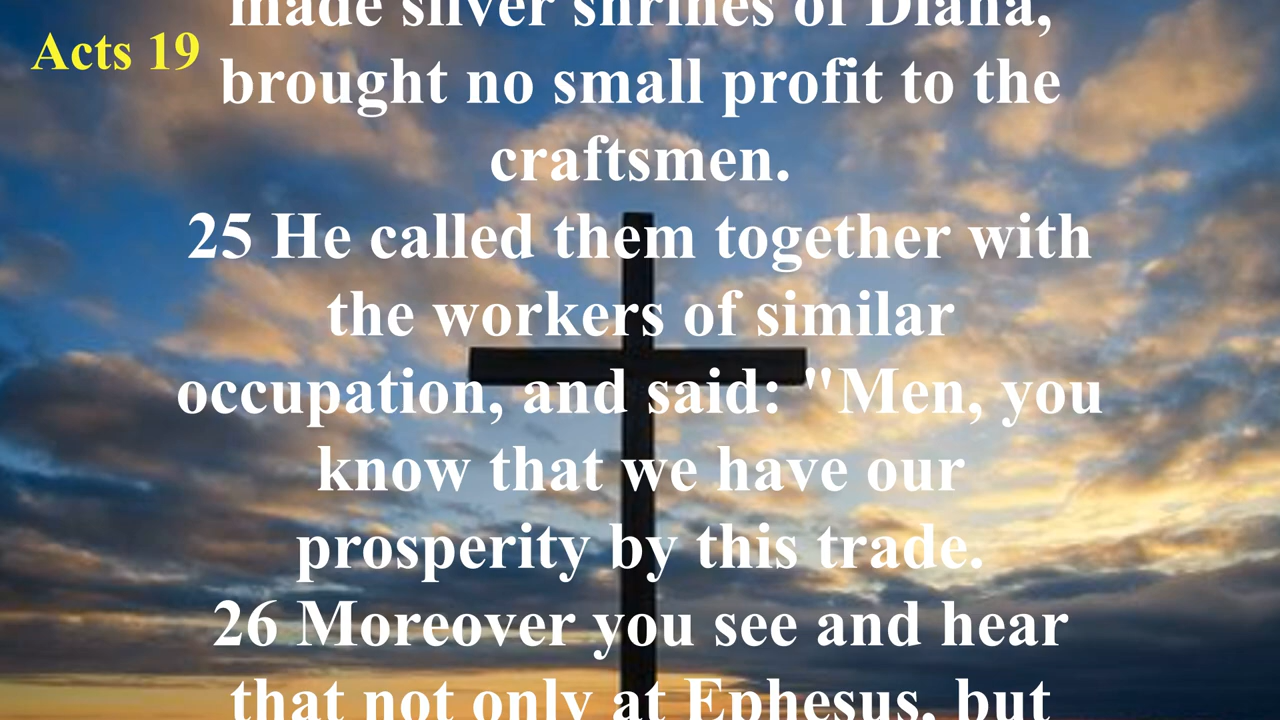 Acts 19
made silver shrines of Diana,
brought no small profit to the
craftsmen.
25 He called them together with
the workers of similar
occupation, and said: "Men, you
know that we have our
prosperity by this trade.
26 Moreover you see and hear
that not only at Ephesus, but